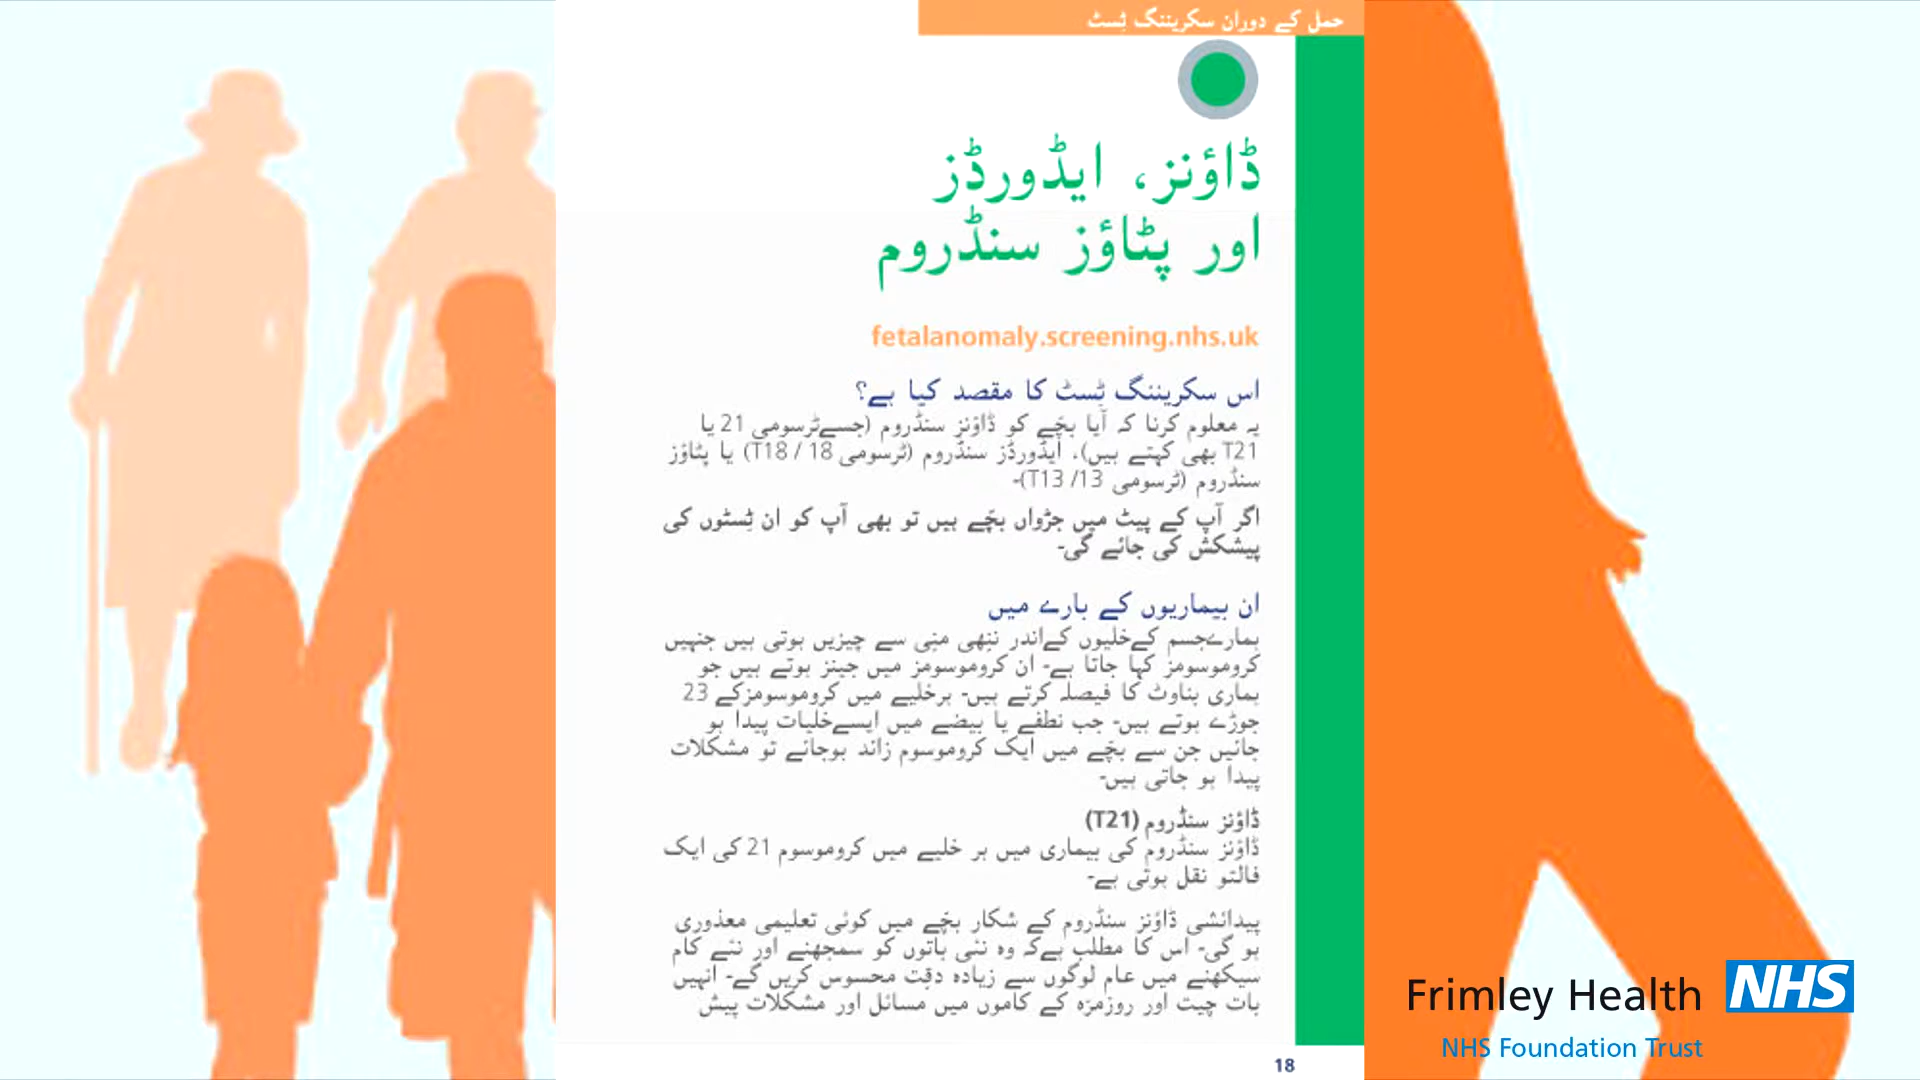 حمل کے دوران سکریننگ ٹِسٹ
ڈاؤنز، ایڈورڈز
اور پٹاؤز سنڈروم
fetalanomaly.screening.nhs.uk
اس سکریننگ ٹِسٹ کا مقصد کیا ہے؟
یہ معلوم کرنا کہ آیا بچّے کو ڈاؤنز سنڈروم (جسےٹرسومی 21 یا
T21 بھی کہتے ہیں)، ایڈورڈز سنڈروم (ٹرسومی 18 / T18) یا پٹاؤز
سنڈروم (ٹرسومی 13/ T13)۔
اگر آپ کے پیٹ میں جڑواں بچّے ہیں تو بھی آپ کو ان ٹِسٹوں کی
پیشکش کی جائے گی۔
ان بیماریوں کے بارے میں
ہمارےجسم کےخلیوں کےاندر ننھی منی سے چیزیں ہوتی ہیں جنہیں
کروموسومز کہا جاتا ہے۔ ان کروموسومز میں جینز ہوتے ہیں جو
ہماری بناوٹ کا فیصلہ کرتے ہیں۔ ہرخلیے میں کروموسومزکے 23
جوڑے ہوتے ہیں۔ جب نطفے یا بیضے میں ایسےخلیات پیدا ہو
جائیں جن سے بچّے میں ایک کروموسوم زائد ہوجائے تو مشکلات
پیدا ہو جاتی ہیں۔
ڈاؤنز سنڈروم (T21)
ڈاؤنز سنڈروم کی بیماری میں ہر خلیے میں کروموسوم 21 کی ایک
فالتو نقل ہوتی ہے۔
پیدائشی ڈاؤنز سنڈروم کے شکار بچّے میں کوئی تعلیمی معذوری
ہو گی۔ اس کا مطلب ہےکہ وہ نئی باتوں کو سمجھنے اور نئے کام
سیکھنے میں عام لوگوں سے زیادہ دقّت محسوس کریں گے۔ انہیں
بات چیت اور روزمرّہ کے کاموں میں مسائل اور مشکلات پیش
18
Frimley Health NHS
NHS Foundation Trust